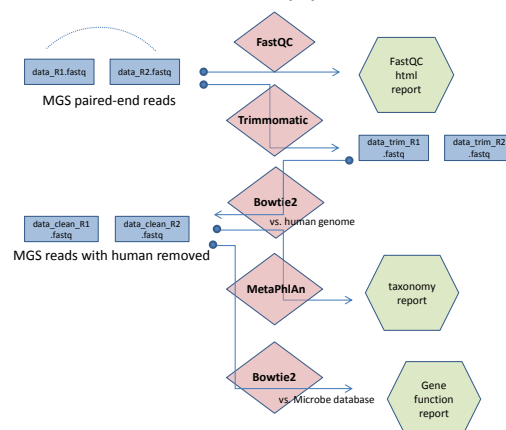 FastQC
data_R1.fastq
data_R2.fastq
FastQC
html
report
MGS paired-end reads
Trimmomatic
data_trim_R1
.fastq
data_trim_R2
.fastq
Bowtie2
vs. human genome
data_clean_R1
.fastq
data_clean_R2
.fastq
MGS reads with human removed
MetaPhlAn
taxonomy
report
Bowtie2
vs. Microbe database
Gene
function
report